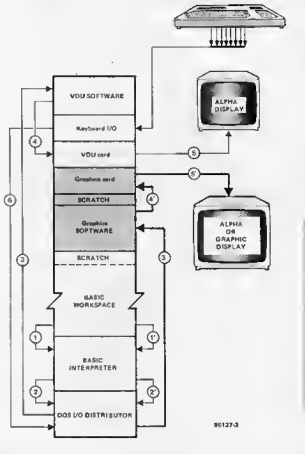 VDU SOFTWARE
Keyboard I/O
VDU card
Graphics card
SCRATCH
Graphics
SOFTWARE
SCRATCH
BASIC
WORKSPACE
BASIC
INTERPRETER
DOS I/O DISTRIBUTOR
ALPHA
DISPLAY
ALPHA
OR
GRAPHIC
DISPLAY
4
5
5'
4'
6
3
3
1
1'
2
2'
86127-3